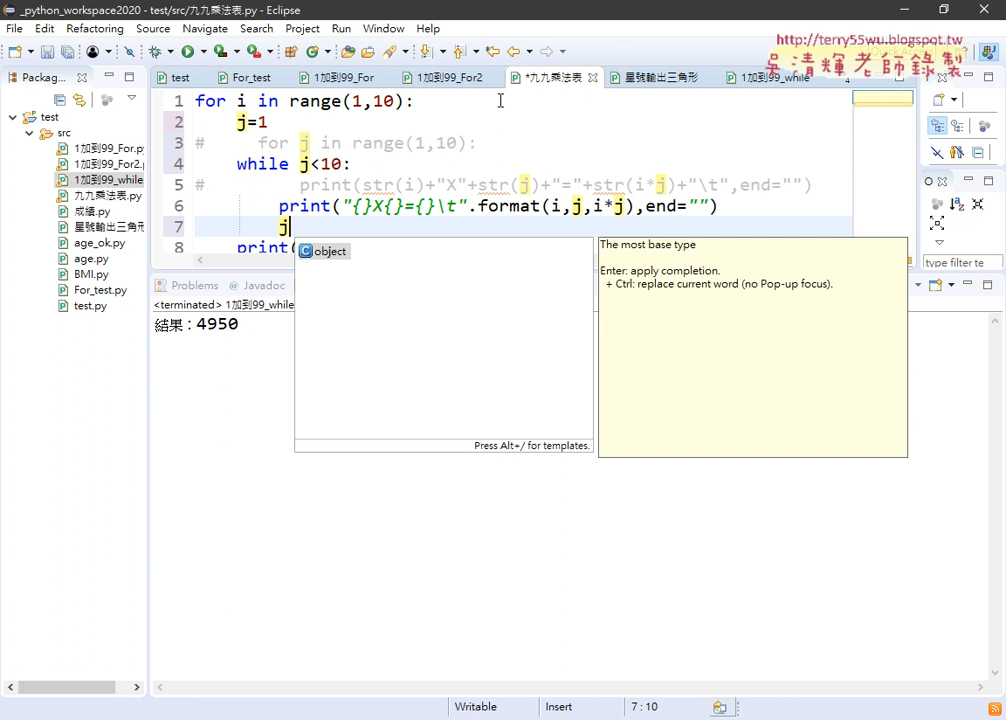 _python_workspace2020 - test/src/九九乘法表.py - Eclipse
File Edit Refactoring Source Navigate Search Project Run Window Help
http://terry55wu.blogspot.tw
吳清輝老師錄製
Packag...
test
For_test
1加到99_For
1加到99_For2
*九九乘法表
星號輸出三角形
1加到99_while
test
src
1加到99_For.py
1加到99_For2.
1加到99_while
九九乘法表.py
成績.py
星號輸出三角形
age_ok.py
age.py
BMI.py
For_test.py
test.py
1 for i in range(1,10):
2 j=1
3 # for j in range(1,10):
4 while j<10:
5 # print(str(i)+"X"+str(j)+"="+str(i*j)+"\t",end="")
6 print("{}X{}={}\t".format(i,j,i*j),end="")
7 j
8 print(
object
Press Alt+/ for templates.
The most base type
Enter: apply completion.
+ Ctrl: replace current word (no Pop-up focus).
O
type filter te
Problems
@ Javadoc
<terminated> 1加到99_while
結果：4950
Writable
Insert
7 : 10